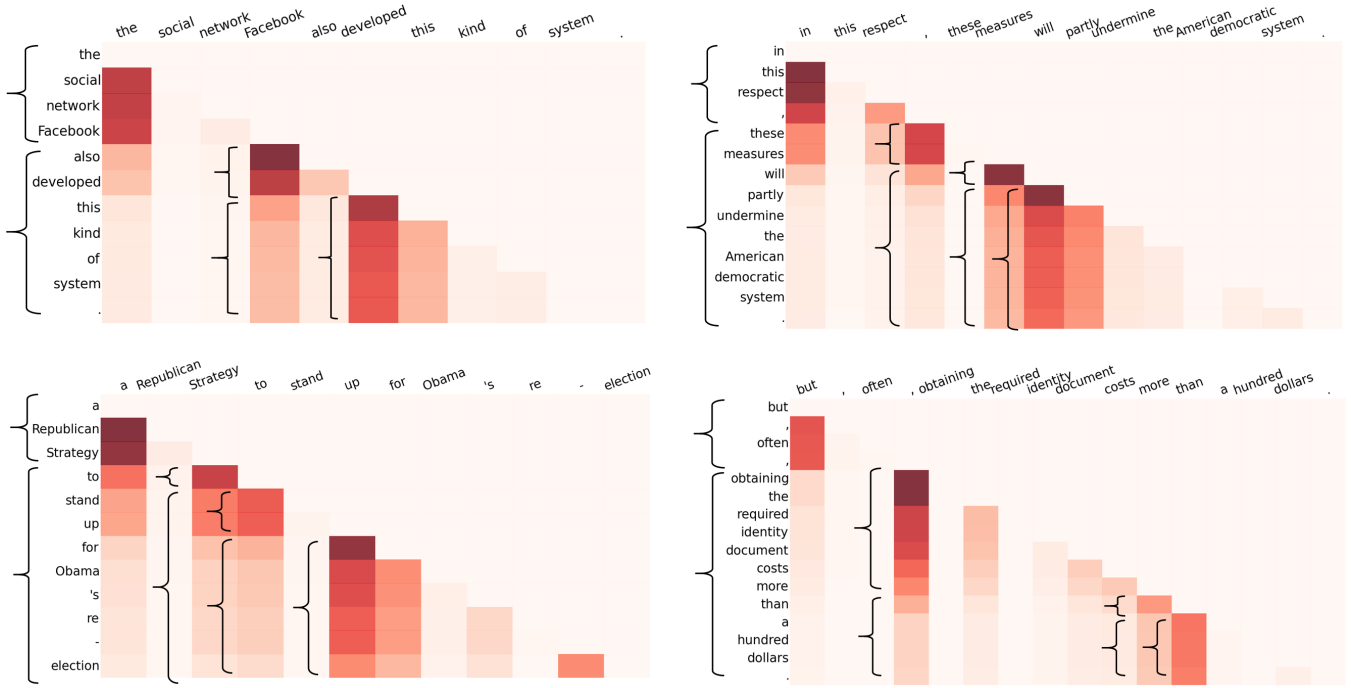 the social network Facebook also developed this kind of system .
the
social
network
Facebook
also
developed
this
kind
of
system
.
in this respect , these measures will partly undermine the American democratic system .
in
this
respect
,
these
measures
will
partly
undermine
the
American
democratic
system
.
a Republican Strategy to stand up for Obama 's re - election
a
Republican
Strategy
to
stand
up
for
Obama
's
re
-
election
but , often , obtaining the required identity document costs more than a hundred dollars .
but
,
often
,
obtaining
the
required
identity
document
costs
more
than
a
hundred
dollars
.